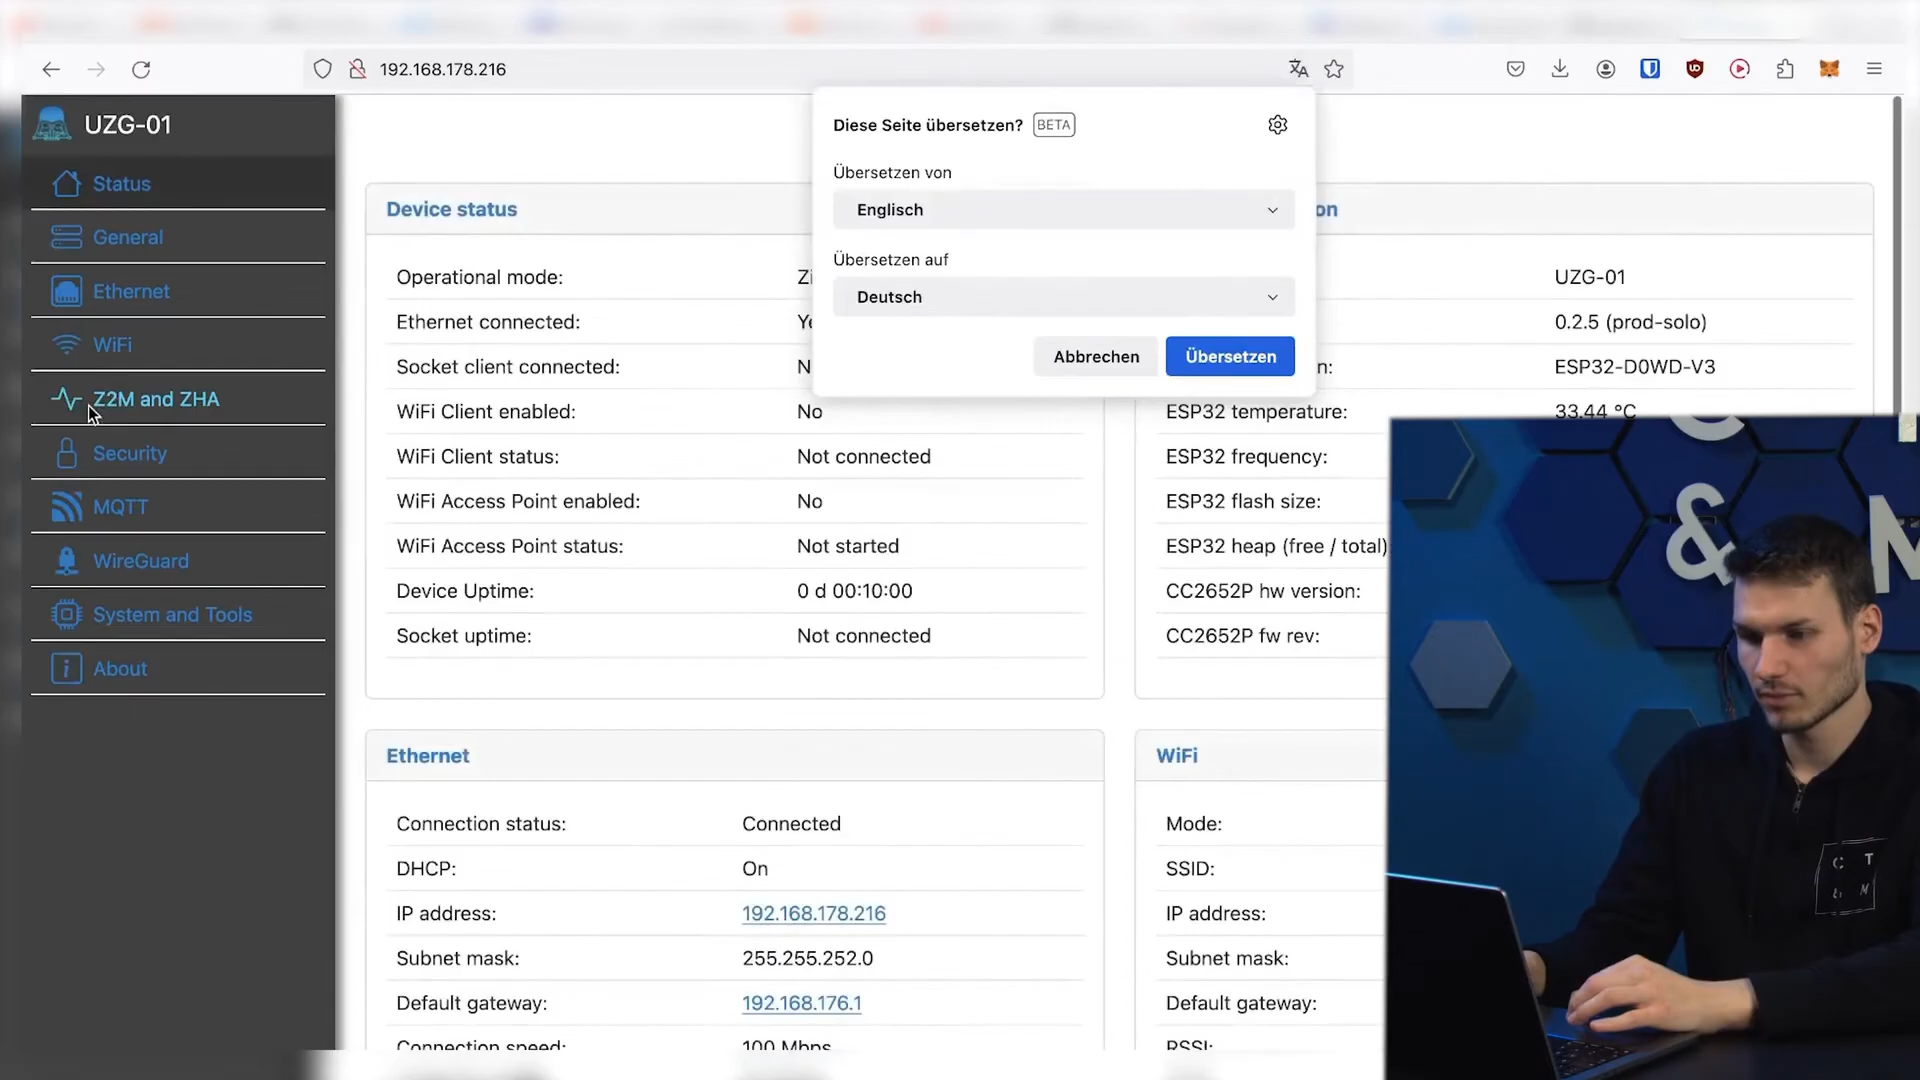 192.168.178.216
UZG-01
Status
General
Ethernet
WiFi
Z2M and ZHA
Security
MQTT
WireGuard
System and Tools
About
Diese Seite übersetzen? BETA
Übersetzen von
Englisch
Übersetzen auf
Deutsch
Abbrechen Übersetzen
Device status
Operational mode:
Ethernet connected:
Socket client connected:
WiFi Client enabled: No
WiFi Client status: Not connected
WiFi Access Point enabled: No
WiFi Access Point status: Not started
Device Uptime: 0 d 00:10:00
Socket uptime: Not connected
on
UZG-01
0.2.5 (prod-solo)
n: ESP32-D0WD-V3
ESP32 temperature: 33.44 °C
ESP32 frequency:
ESP32 flash size:
ESP32 heap (free / total)
CC2652P hw version:
CC2652P fw rev:
Ethernet
Connection status: Connected
DHCP: On
IP address: 192.168.178.216
Subnet mask: 255.255.252.0
Default gateway: 192.168.176.1
Connection speed: 100 Mbps
WiFi
Mode:
SSID:
IP address:
Subnet mask:
Default gateway:
RSSI:
& M
C T
& M